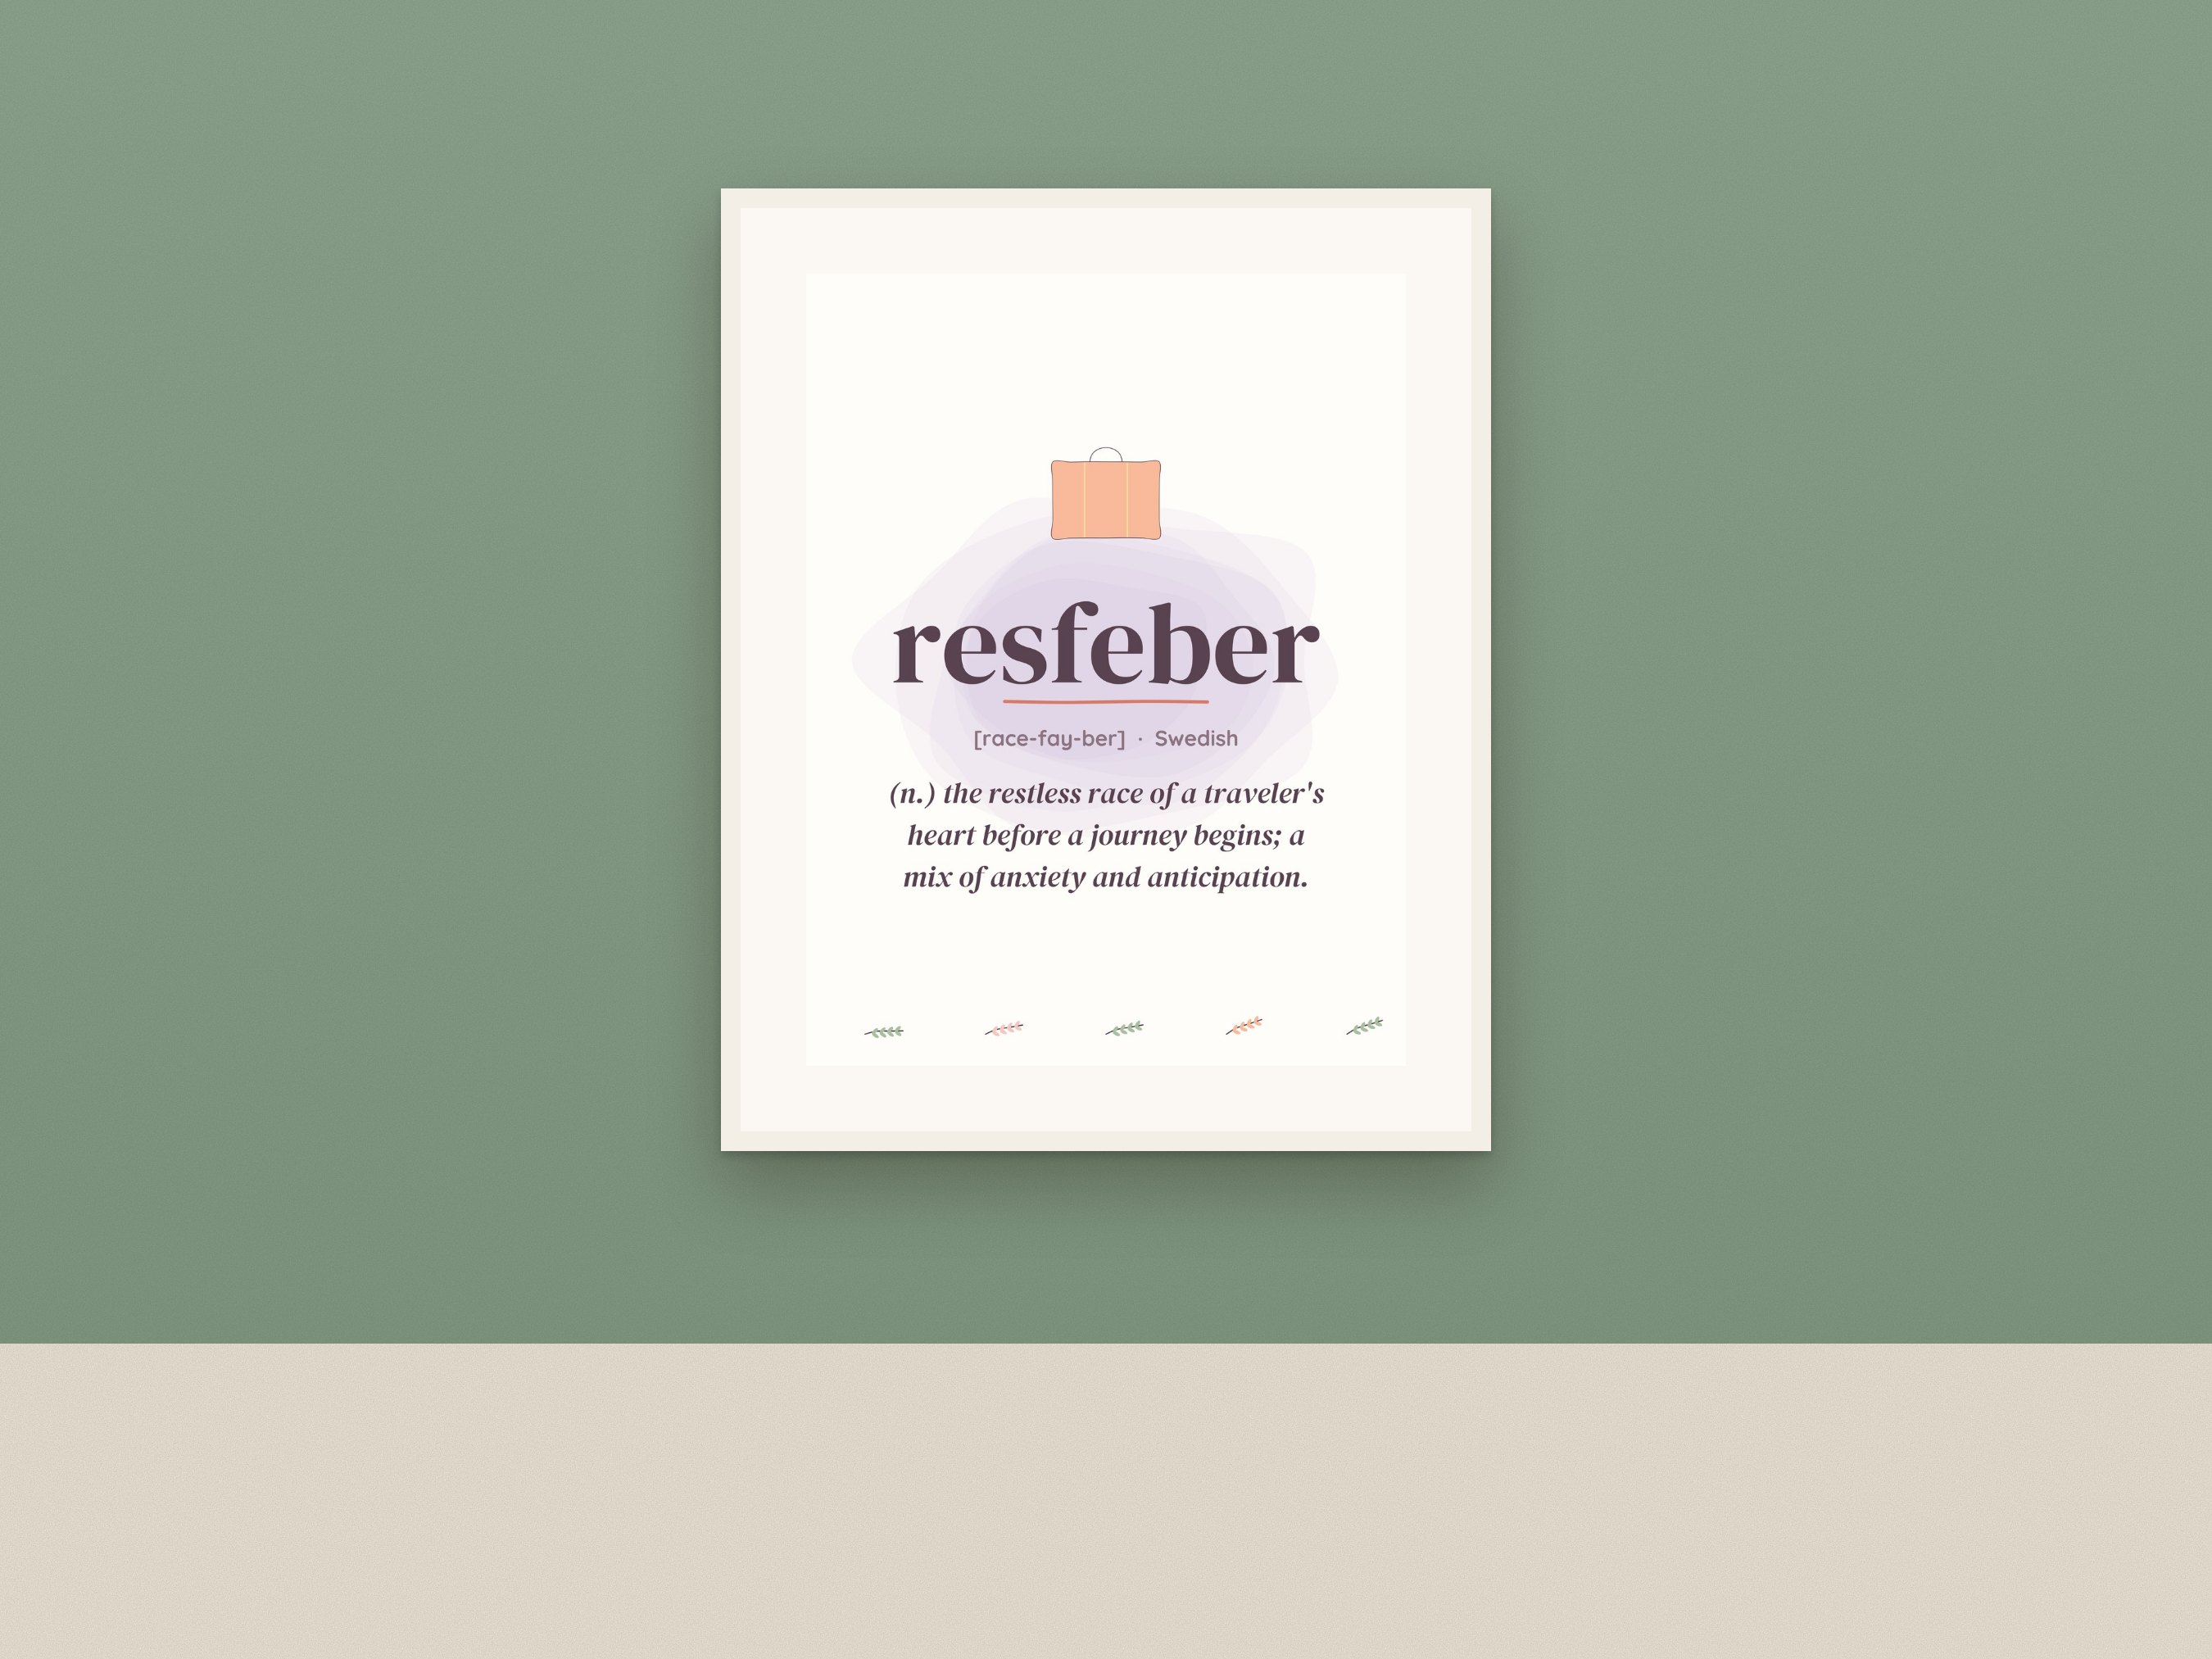 resfeber
[race-fay-ber] · Swedish
(n.) the restless race of a traveler's
heart before a journey begins; a
mix of anxiety and anticipation.